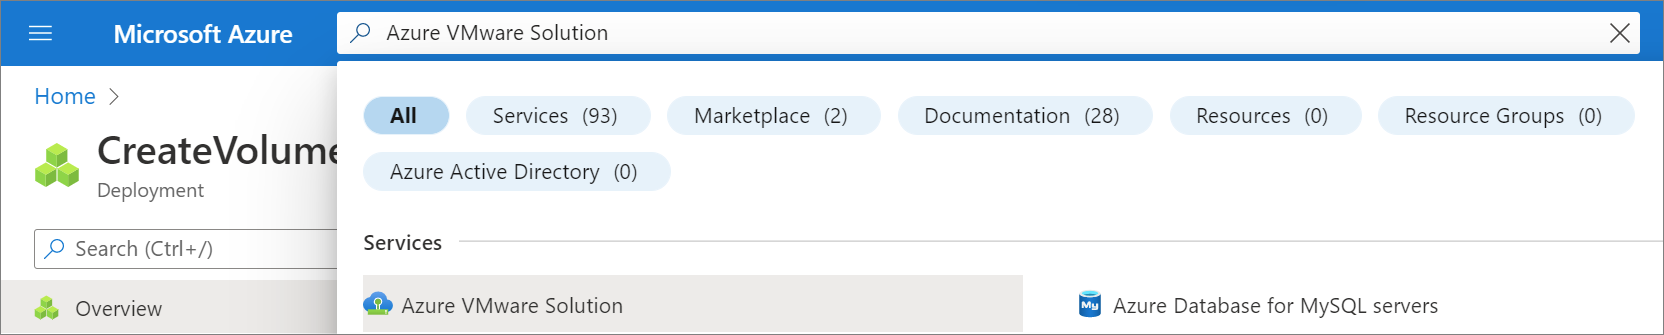 Microsoft Azure
Azure VMware Solution
Home
CreateVolume
Deployment
Search (Ctrl+/)
Overview
All
Services (93)
Marketplace (2)
Documentation (28)
Resources (0)
Resource Groups (0)
Azure Active Directory (0)
Services
Azure VMware Solution
My
Azure Database for MySQL servers